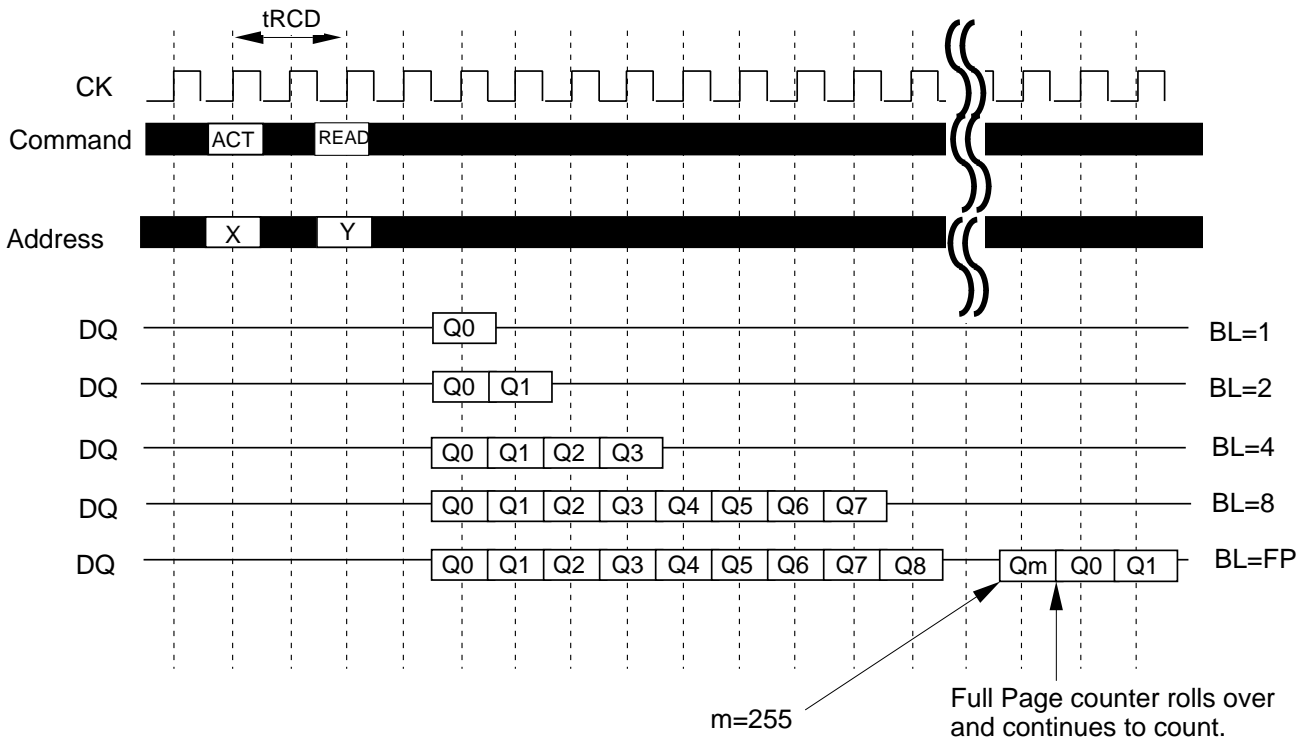 tRCD
CK
Command ACT READ
Address X Y
DQ Q0 BL=1
DQ Q0 Q1 BL=2
DQ Q0 Q1 Q2 Q3 BL=4
DQ Q0 Q1 Q2 Q3 Q4 Q5 Q6 Q7 BL=8
DQ Q0 Q1 Q2 Q3 Q4 Q5 Q6 Q7 Q8 Qm Q0 Q1 BL=FP
m=255
Full Page counter rolls over
and continues to count.